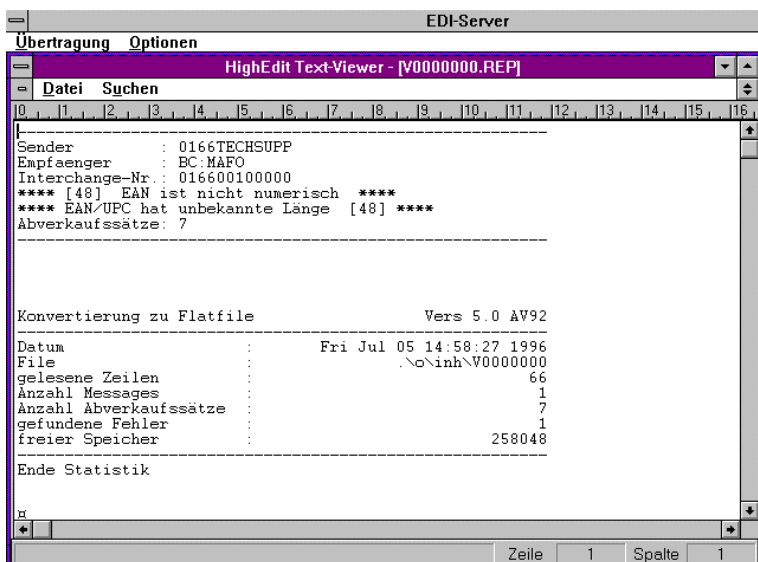 EDI-Server
Übertragung Optionen
HighEdit Text-Viewer - [V0000000.REP]
Datei Suchen
0 1 2 3 4 5 6 7 8 9 10 11 12 13 14 15 16
Sender : 0166TECHSUPP
Empfaenger : BC:MAFO
Interchange-Nr.: 016600100000
**** [48] EAN ist nicht numerisch ****
**** EAN/UPC hat unbekannte Länge [48] ****
Abverkaufssätze: 7
Konvertierung zu Flatfile Vers 5.0 AV92
Datum : Fri Jul 05 14:58:27 1996
File : .\o\inh\V0000000
gelesene Zeilen : 66
Anzahl Messages : 1
Anzahl Abverkaufssätze : 7
gefundene Fehler : 1
freier Speicher : 258048
Ende Statistik
¤
Zeile 1 Spalte 1